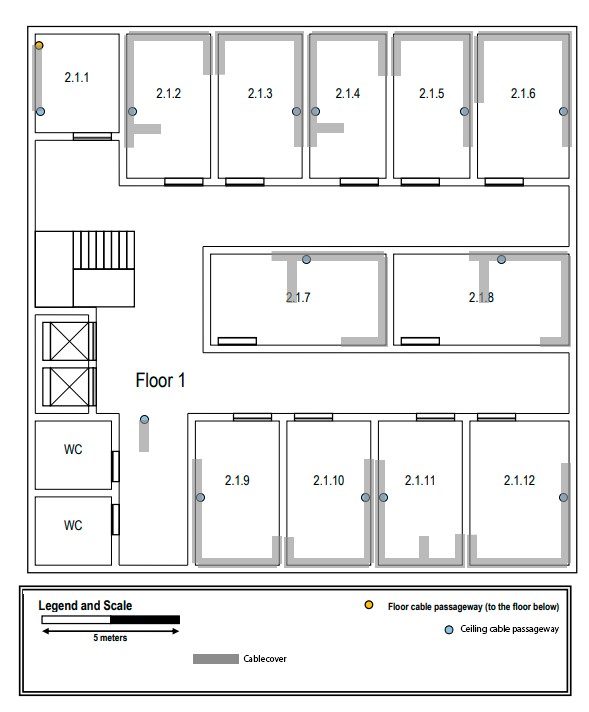 2.1.1
2.1.2
2.1.3
2.1.4
2.1.5
2.1.6
2.1.7
2.1.8
Floor 1
WC
2.1.9
2.1.10
2.1.11
2.1.12
WC
Legend and Scale
5 meters
Floor cable passageway (to the floor below)
Ceiling cable passageway
Cablecover